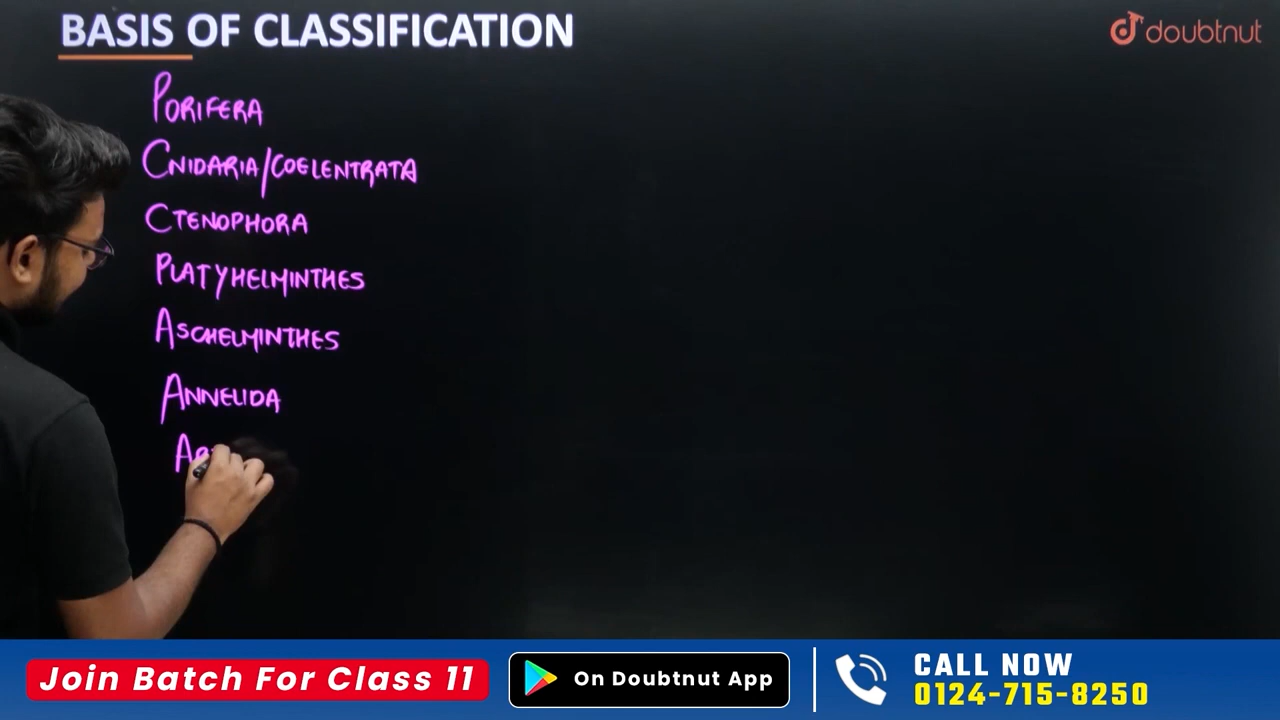 BASIS OF CLASSIFICATION
doubtnut
PORIFERA
CNIDARIA/COELENTRATA
CTENOPHORA
PLATYHELMINTHES
ASCHELMINTHES
ANNELIDA
Join Batch For Class 11
On Doubtnut App
CALL NOW
0124-715-8250